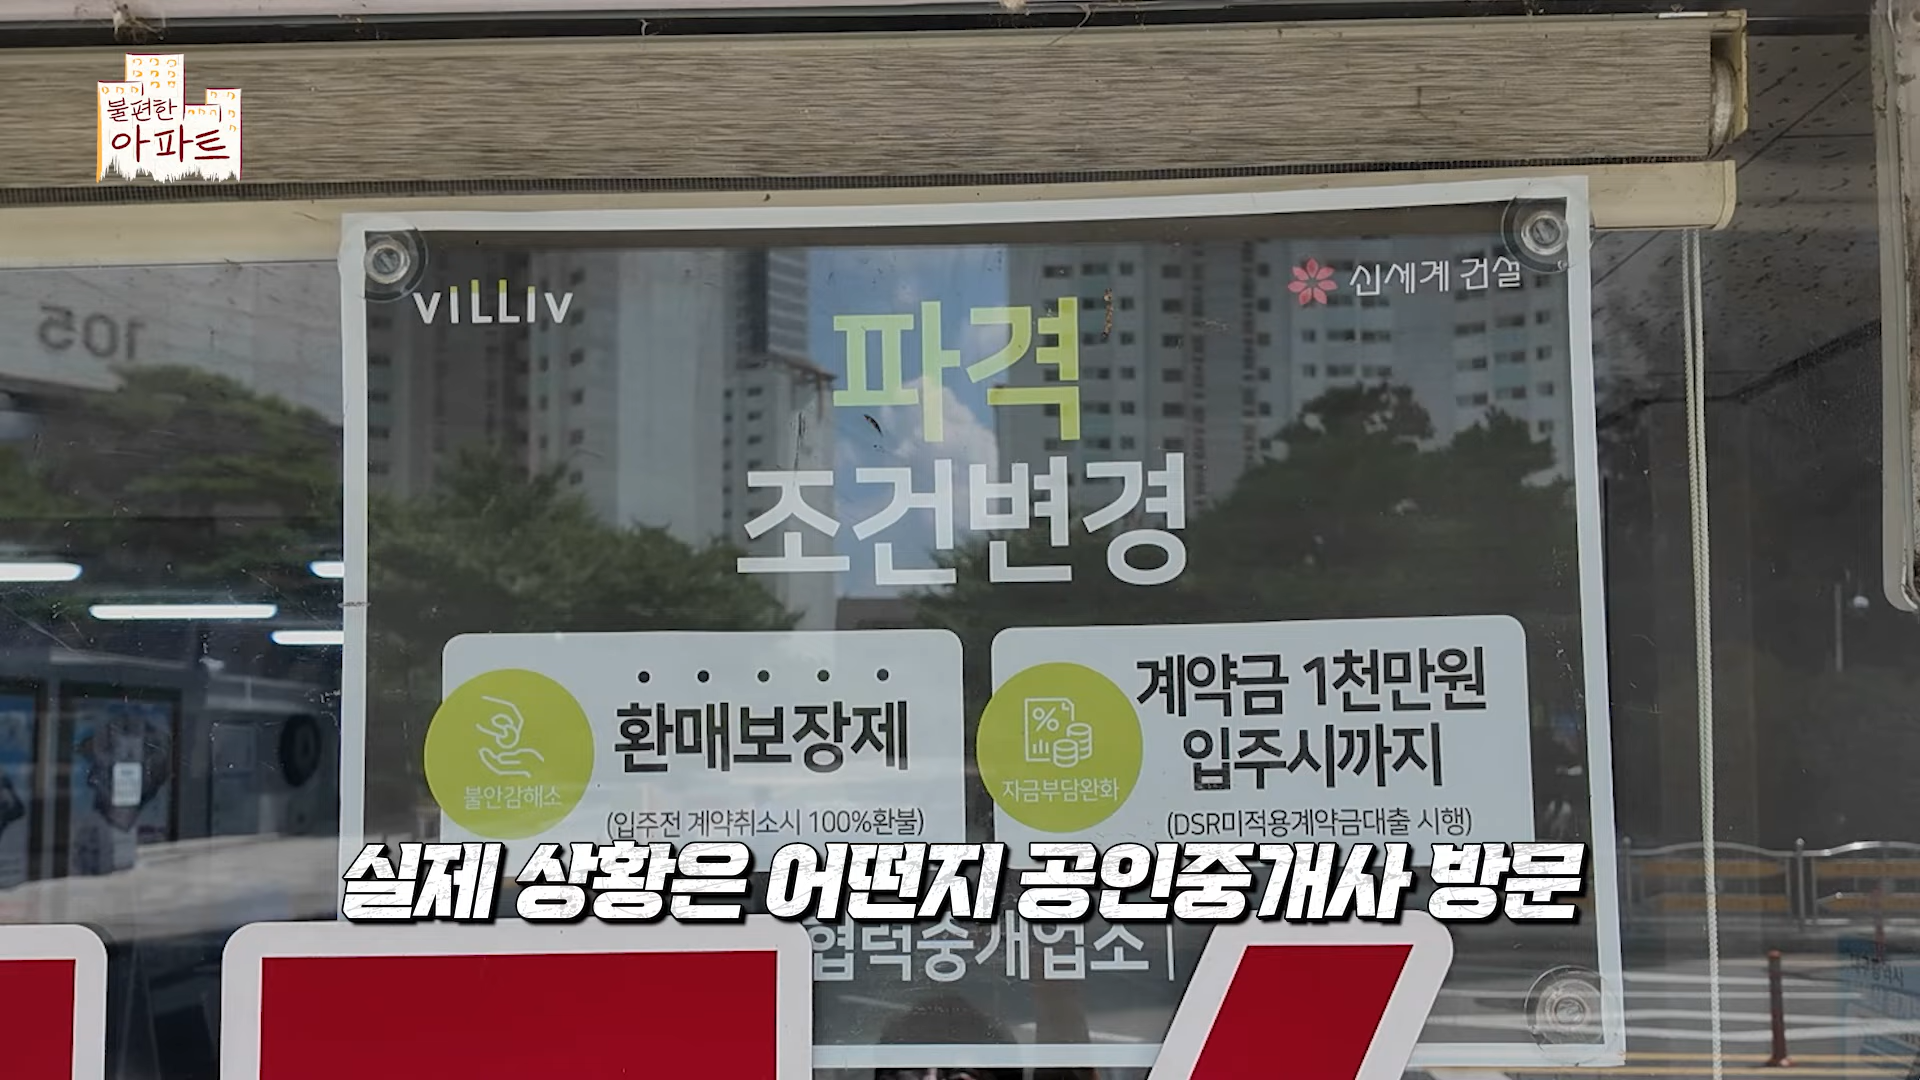 불편한
아파트
105
VILLIV
신세계 건설
파격
조건변경
환매보장제
불안감해소
(입주전 계약취소시 100%환불)
계약금 1천만원
입주시까지
자금부담완화
(DSR미적용계약금대출 시행)
실제 상황은 어떤지 공인중개사 방문
협력중개업소